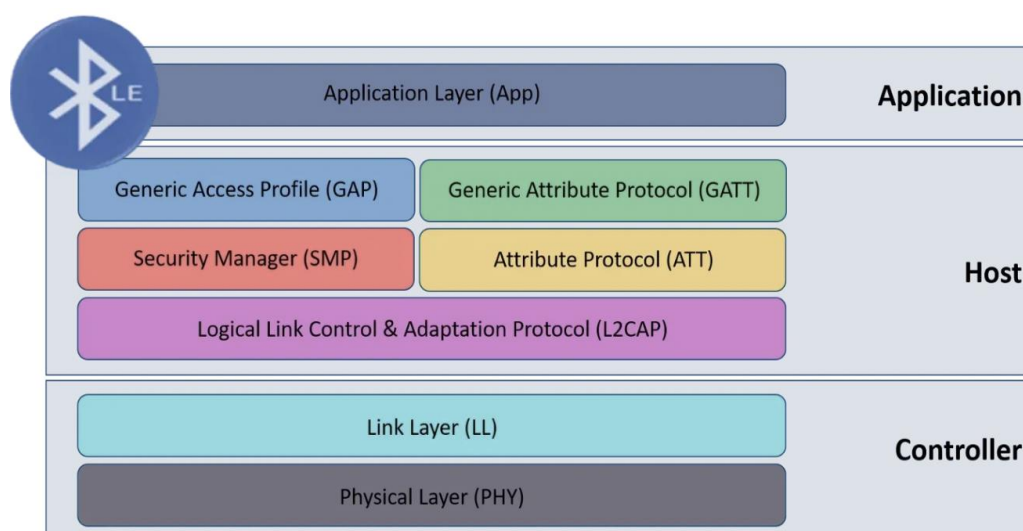 LE
Application Layer (App)
Application
Generic Access Profile (GAP)
Generic Attribute Protocol (GATT)
Security Manager (SMP)
Attribute Protocol (ATT)
Host
Logical Link Control & Adaptation Protocol (L2CAP)
Link Layer (LL)
Controller
Physical Layer (PHY)